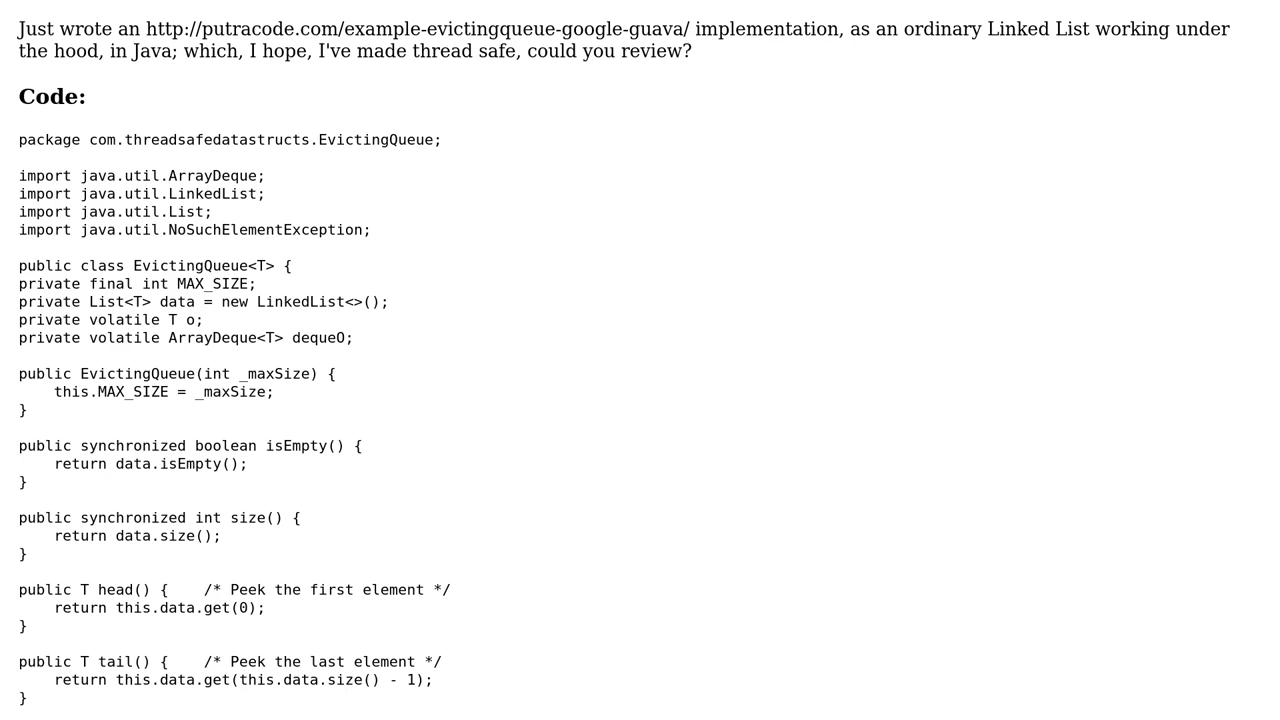 Just wrote an http://putracode.com/example-evictingqueue-google-guava/ implementation, as an ordinary Linked List working under
the hood, in Java; which, I hope, I've made thread safe, could you review?
Code:
package com.threadsafedatastructs.EvictingQueue;
import java.util.ArrayDeque;
import java.util.LinkedList;
import java.util.List;
import java.util.NoSuchElementException;
public class EvictingQueue<T> {
private final int MAX_SIZE;
private List<T> data = new LinkedList<>();
private volatile T o;
private volatile ArrayDeque<T> dequeO;
public EvictingQueue(int _maxSize) {
    this.MAX_SIZE = _maxSize;
}
public synchronized boolean isEmpty() {
    return data.isEmpty();
}
public synchronized int size() {
    return data.size();
}
public T head() {    /* Peek the first element */
    return this.data.get(0);
}
public T tail() {    /* Peek the last element */
    return this.data.get(this.data.size() - 1);
}